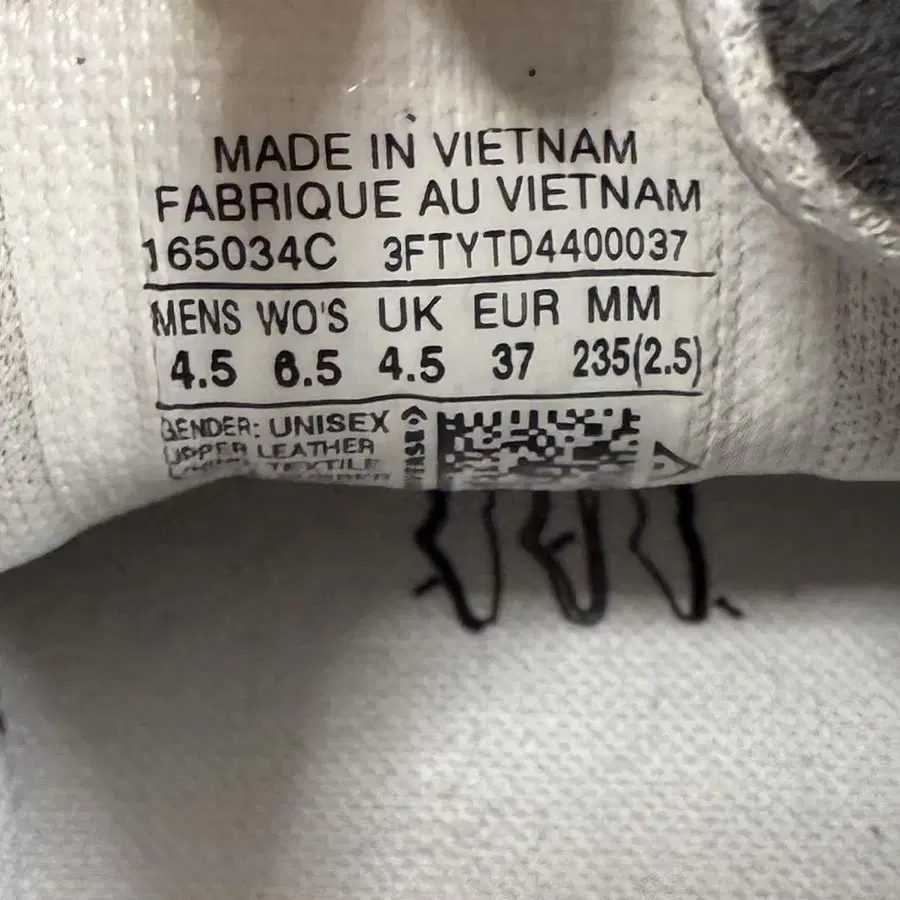 MADE IN VIETNAM
FABRIQUE AU VIETNAM
165034C 3FTYTD4400037
MENS WO'S UK EUR MM
4.5 6.5 4.5 37 235(2.5)
GENDER: UNISEX
UPPER LEATHER
TEXTILE